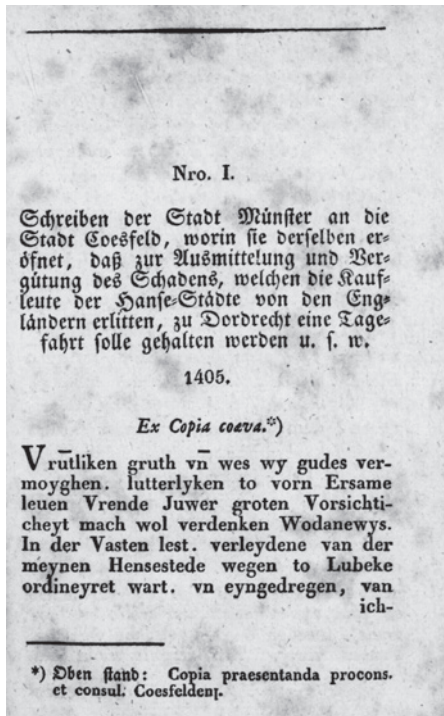 Nro. I.
Schreiben der Stadt Münster an die
Stadt Coesfeld, worin sie derselben er=
öfnet, daß zur Ausmittelung und Ver=
gütung des Schadens, welchen die Kauf=
leute der Hanse=Städte von den Eng=
ländern erlitten, zu Dordrecht eine Tage=
fahrt solle gehalten werden u. s. w.
1405.
Ex Copia coæva.*)
Vrūtliken gruth vn̄ wes wy gudes ver-
moyghen. lutterlyken to vorn Ersame
leuen Vrende Juwer groten Vorsichti-
cheyt mach wol verdenken Wodanewys.
In der Vasten lest. verleydene van der
meynen Hensestede wegen to Lubeke
ordineyret wart. vn eyngedregen, van
ich-
*) Oben stand: Copia praesentanda procons.
et consul. Coesfelden].